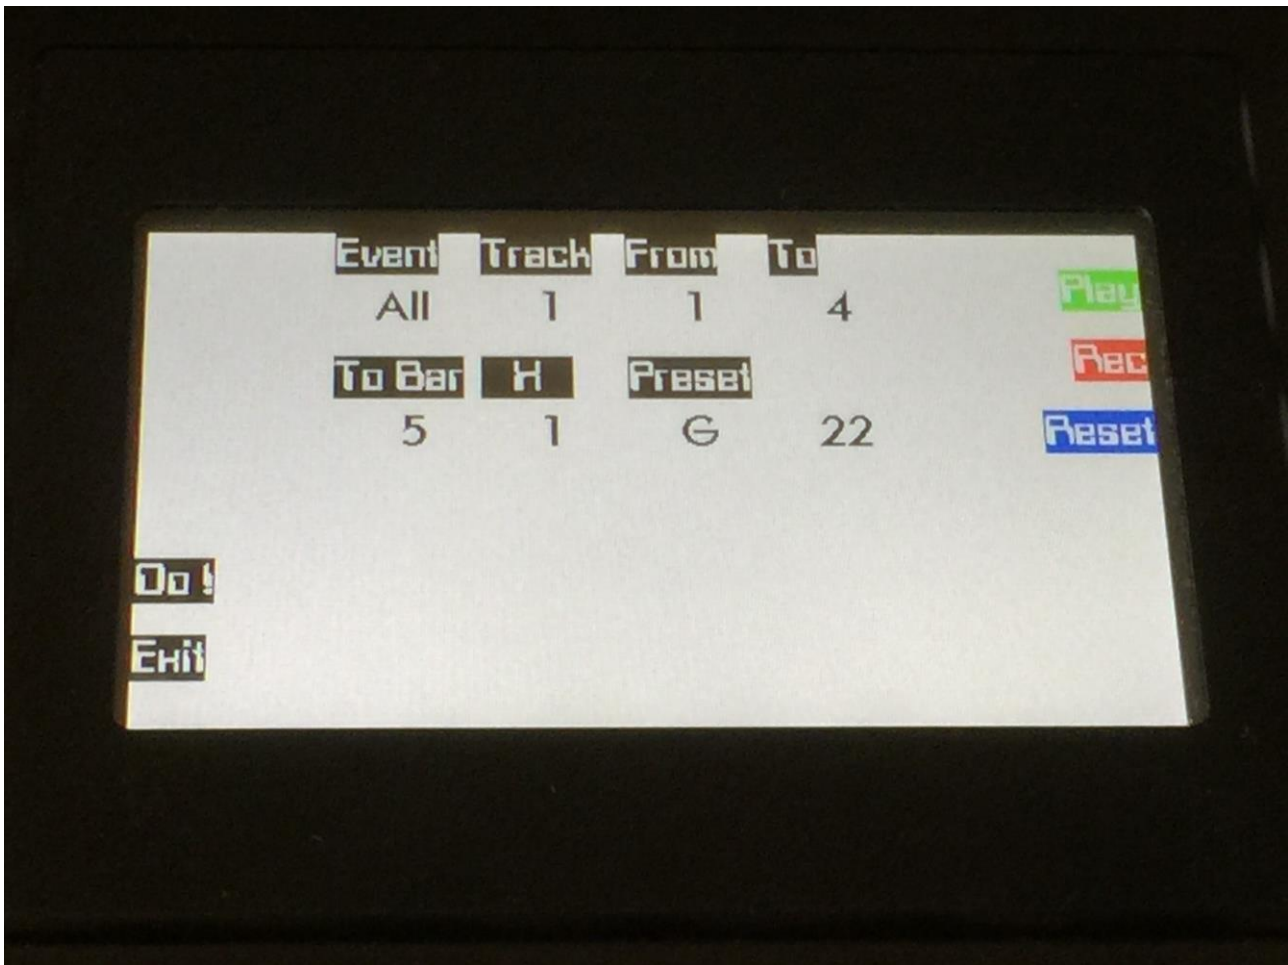 Event Track From To
All 1 1 4
Play
To Bar X Preset
Rec
5 1 G 22
Reset
Do !
Exit